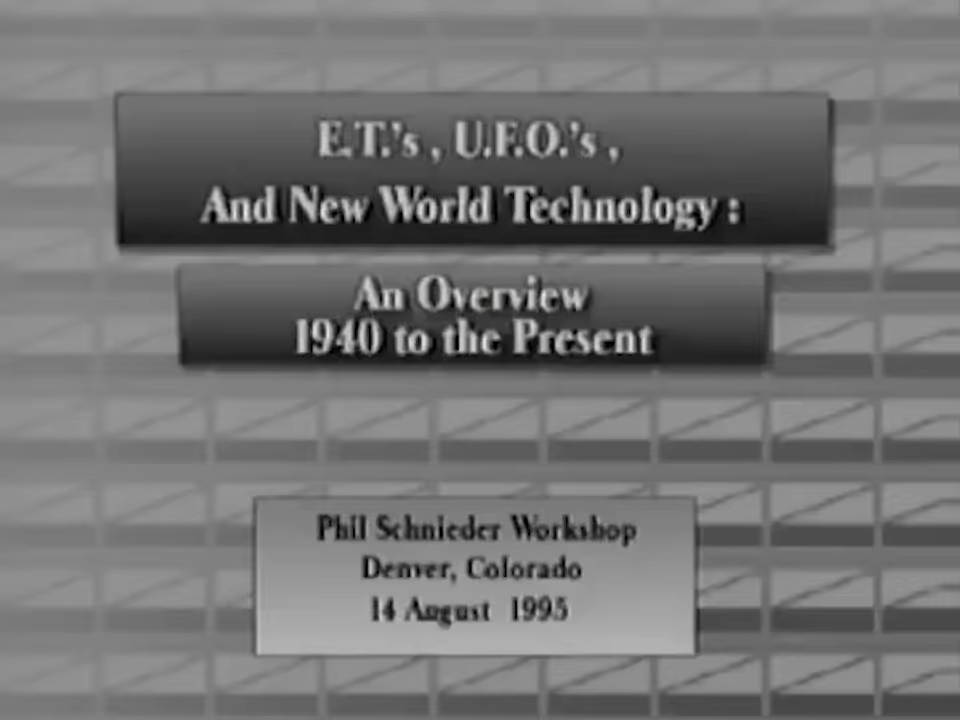 E.T.'s , U.F.O.'s ,
And New World Technology :
An Overview
1940 to the Present
Phil Schnieder Workshop
Denver, Colorado
14 August 1995